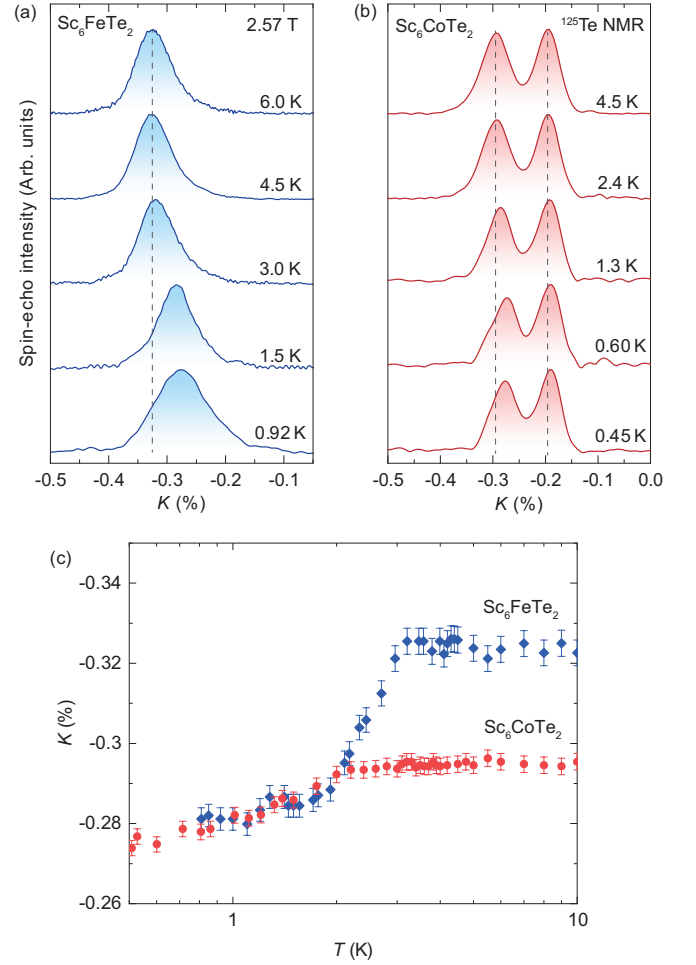 (a)
Sc₆FeTe₂
2.57 T
6.0 K
4.5 K
3.0 K
1.5 K
0.92 K
Spin-echo intensity (Arb. units)
-0.5 -0.4 -0.3 -0.2 -0.1
K (%)
(b)
Sc₆CoTe₂
¹²⁵Te NMR
4.5 K
2.4 K
1.3 K
0.60 K
0.45 K
-0.5 -0.4 -0.3 -0.2 -0.1 0.0
K (%)
(c)
-0.34
-0.32
-0.3
-0.28
-0.26
K (%)
Sc₆FeTe₂
Sc₆CoTe₂
1 10
T (K)